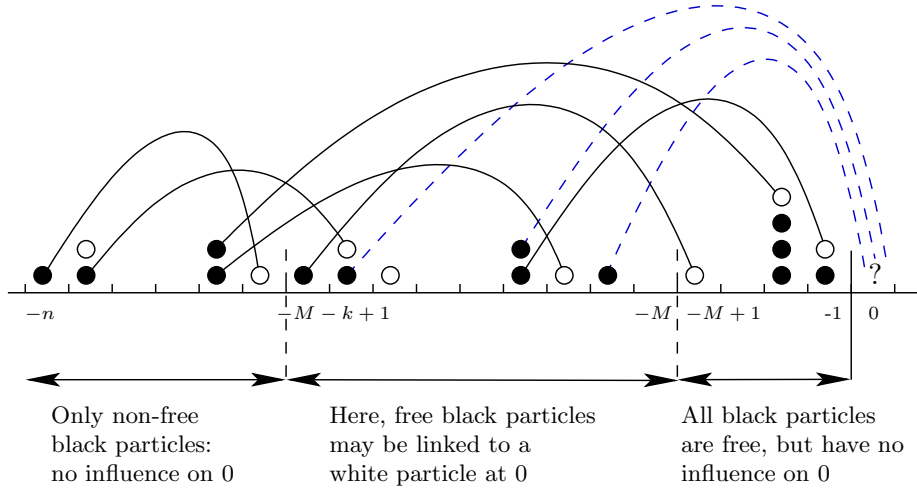 ?
−n
−M − k + 1
−M
−M + 1
-1
0
Only non-free
black particles:
no influence on 0
Here, free black particles
may be linked to a
white particle at 0
All black particles
are free, but have no
influence on 0